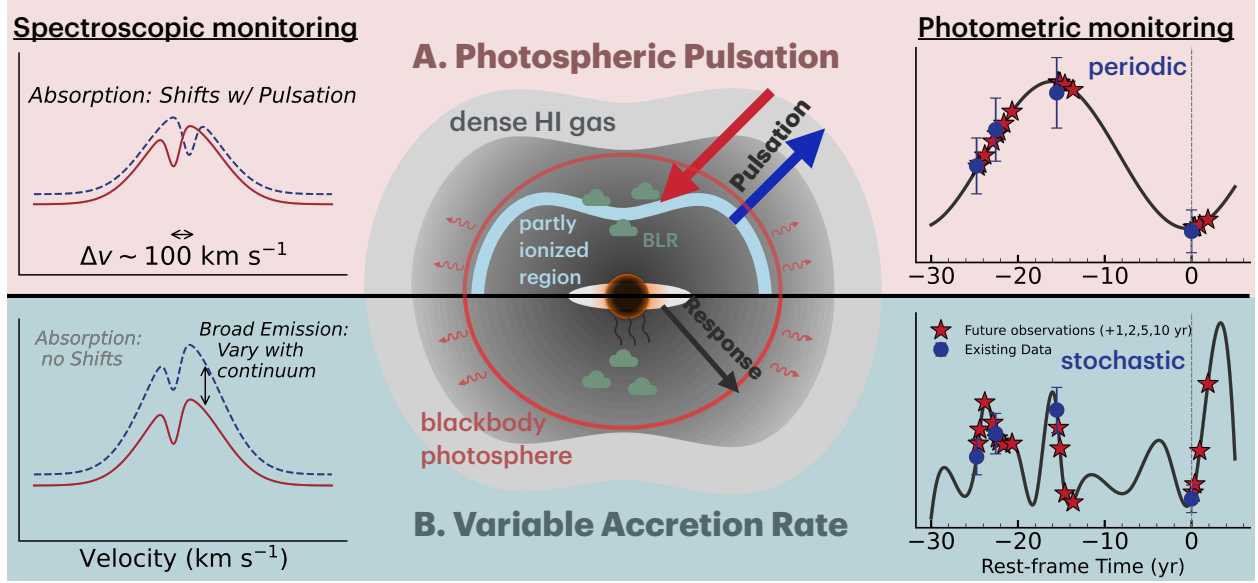 Spectroscopic monitoring
Absorption: Shifts w/ Pulsation
Δv ~ 100 km s⁻¹
A. Photospheric Pulsation
dense HI gas
Pulsation
partly
ionized
region
BLR
Photometric monitoring
periodic
−30
−20
−10
0
Absorption:
no Shifts
Broad Emission:
Vary with
continuum
Velocity (km s⁻¹)
Response
blackbody
photosphere
B. Variable Accretion Rate
Future observations (+1,2,5,10 yr)
Existing Data
stochastic
−30
−20
−10
0
Rest-frame Time (yr)